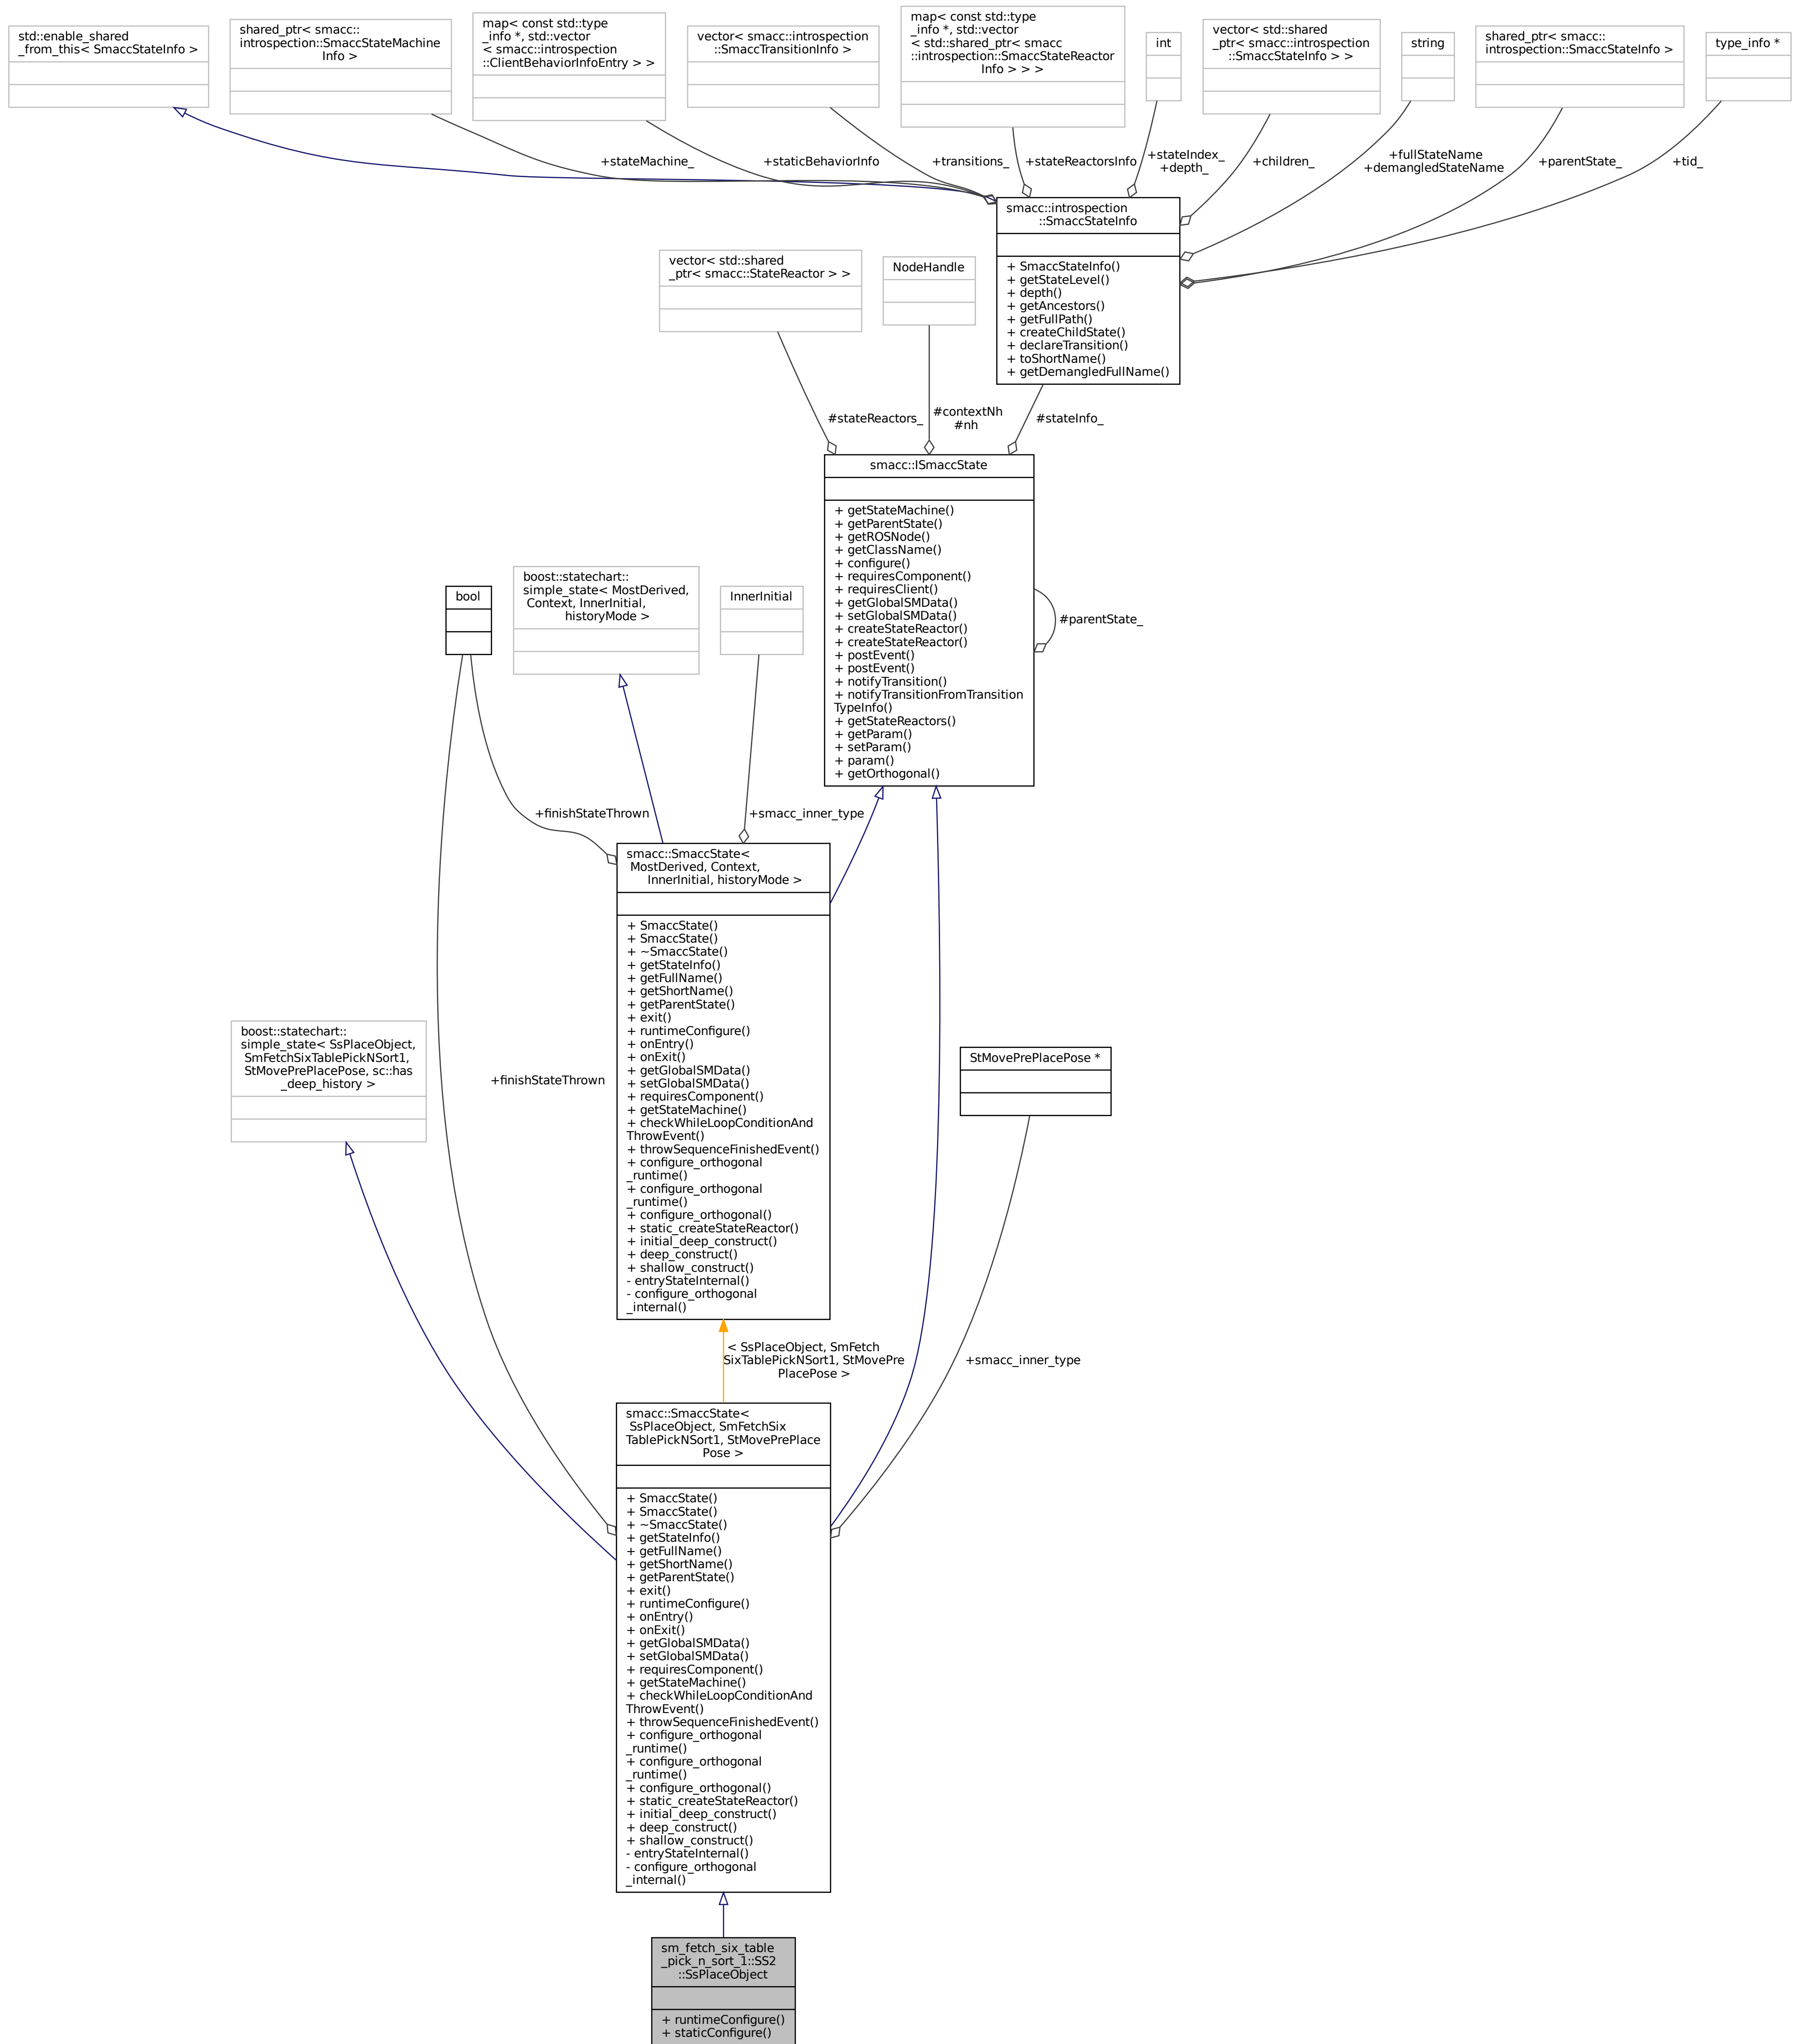 std::enable_shared
_from_this< SmaccStateInfo >
shared_ptr< smacc::
introspection::SmaccStateMachine
Info >
map< const std::type
_info *, std::vector
< smacc::introspection
::ClientBehaviorInfoEntry > >
vector< smacc::introspection
::SmaccTransitionInfo >
map< const std::type
_info *, std::vector
< std::shared_ptr< smacc
::introspection::SmaccStateReactor
Info > > >
int
vector< std::shared
_ptr< smacc::introspection
::SmaccStateInfo > >
string
shared_ptr< smacc::
introspection::SmaccStateInfo >
type_info *
+stateMachine_
+staticBehaviorInfo
+transitions_
+stateReactorsInfo
+stateIndex_
+depth_
+children_
+fullStateName
+demangledStateName
+parentState_
+tid_
smacc::introspection
::SmaccStateInfo
+ SmaccStateInfo()
+ getStateLevel()
+ depth()
+ getAncestors()
+ getFullPath()
+ createChildState()
+ declareTransition()
+ toShortName()
+ getDemangledFullName()
vector< std::shared
_ptr< smacc::StateReactor > >
NodeHandle
#stateReactors_
#contextNh
#nh
#stateInfo_
smacc::ISmaccState
+ getStateMachine()
+ getParentState()
+ getROSNode()
+ getClassName()
+ configure()
+ requiresComponent()
+ requiresClient()
+ getGlobalSMData()
+ setGlobalSMData()
+ createStateReactor()
+ createStateReactor()
+ postEvent()
+ postEvent()
+ notifyTransition()
+ notifyTransitionFromTransition
TypeInfo()
+ getStateReactors()
+ getParam()
+ setParam()
+ param()
+ getOrthogonal()
#parentState_
bool
boost::statechart::
simple_state< MostDerived,
Context, InnerInitial,
historyMode >
InnerInitial
+finishStateThrown
+smacc_inner_type
smacc::SmaccState<
MostDerived, Context,
InnerInitial, historyMode >
+ SmaccState()
+ SmaccState()
+ ~SmaccState()
+ getStateInfo()
+ getFullName()
+ getShortName()
+ getParentState()
+ exit()
+ runtimeConfigure()
+ onEntry()
+ onExit()
+ getGlobalSMData()
+ setGlobalSMData()
+ requiresComponent()
+ getStateMachine()
+ checkWhileLoopConditionAnd
ThrowEvent()
+ throwSequenceFinishedEvent()
+ configure_orthogonal
_runtime()
+ configure_orthogonal
_runtime()
+ configure_orthogonal()
+ static_createStateReactor()
+ initial_deep_construct()
+ deep_construct()
+ shallow_construct()
- entryStateInternal()
- configure_orthogonal
_internal()
boost::statechart::
simple_state< SsPlaceObject,
SmFetchSixTablePickNSort1,
StMovePrePlacePose, sc::has
_deep_history >
+finishStateThrown
StMovePrePlacePose *
< SsPlaceObject, SmFetch
SixTablePickNSort1, StMovePre
PlacePose >
+smacc_inner_type
smacc::SmaccState<
SsPlaceObject, SmFetchSix
TablePickNSort1, StMovePrePlace
Pose >
+ SmaccState()
+ SmaccState()
+ ~SmaccState()
+ getStateInfo()
+ getFullName()
+ getShortName()
+ getParentState()
+ exit()
+ runtimeConfigure()
+ onEntry()
+ onExit()
+ getGlobalSMData()
+ setGlobalSMData()
+ requiresComponent()
+ getStateMachine()
+ checkWhileLoopConditionAnd
ThrowEvent()
+ throwSequenceFinishedEvent()
+ configure_orthogonal
_runtime()
+ configure_orthogonal
_runtime()
+ configure_orthogonal()
+ static_createStateReactor()
+ initial_deep_construct()
+ deep_construct()
+ shallow_construct()
- entryStateInternal()
- configure_orthogonal
_internal()
sm_fetch_six_table
_pick_n_sort_1::SS2
::SsPlaceObject
+ runtimeConfigure()
+ staticConfigure()